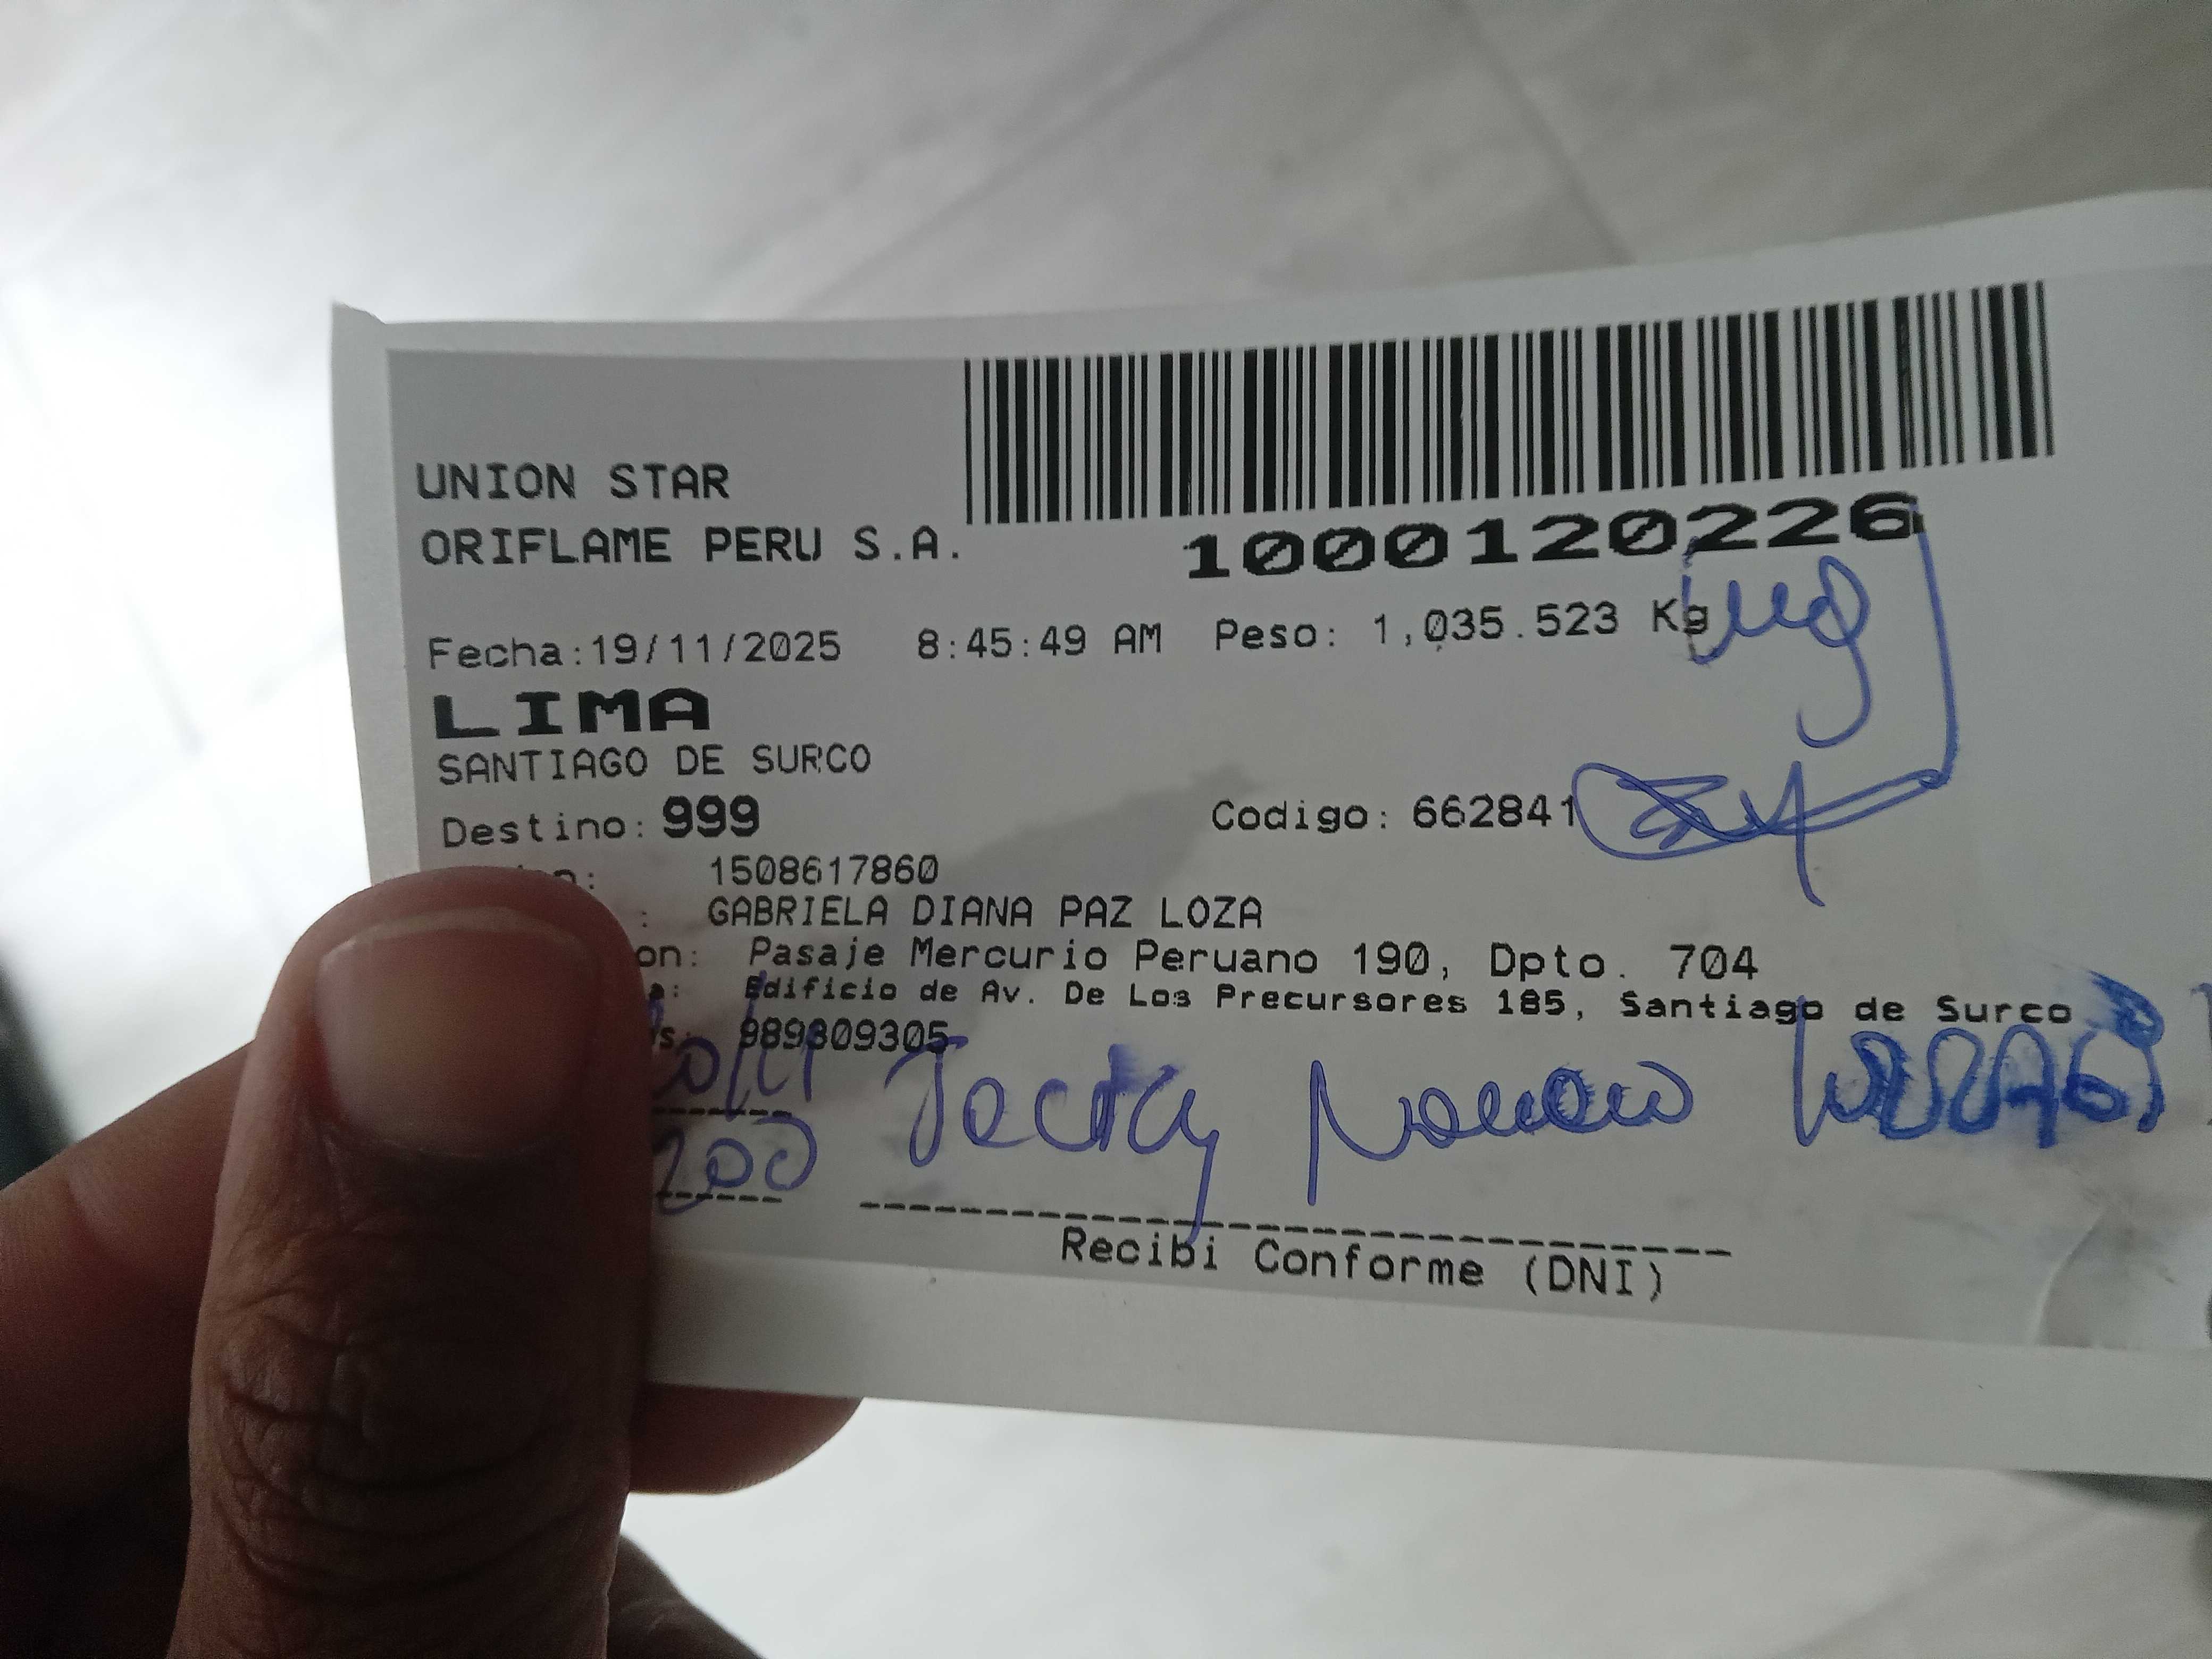 UNION STAR
ORIFLAME PERU S.A.
1000120226
Fecha:19/11/2025 8:45:49 AM Peso: 1,035.523 Kg
LIMA
SANTIAGO DE SURCO
Destino: 999 Codigo: 662841
1508617860
GABRIELA DIANA PAZ LOZA
on: Pasaje Mercurio Peruano 190, Dpto. 704
a: Edificio de Av. De Los Precursores 185, Santiago de Surco
s: 989809305
200
Recibi Conforme (DNI)